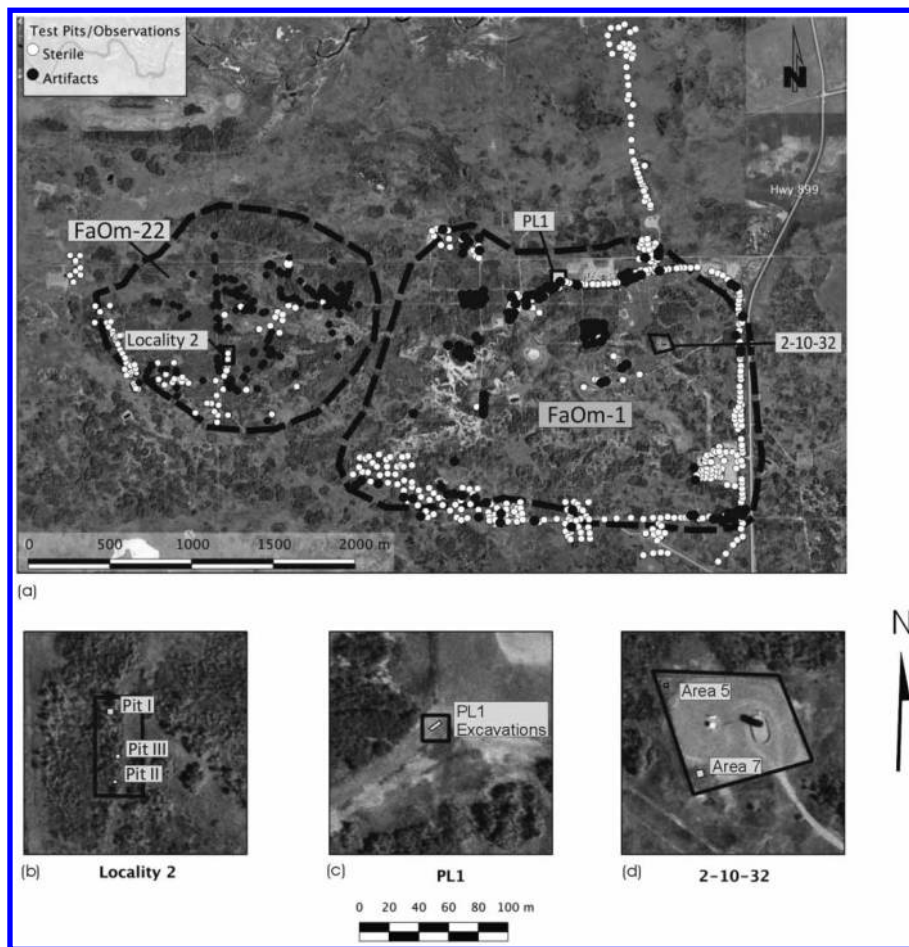 Test Pits/Observations
Sterile
Artifacts
N
Hwy 899
PL1
FaOm-22
Locality 2
2-10-32
FaOm-1
0 500 1000 1500 2000 m
(a)
N
Pit I
Pit III
Pit II
PL1
Excavations
Area 5
Area 7
(b) Locality 2
(c) PL1
(d) 2-10-32
0 20 40 60 80 100 m